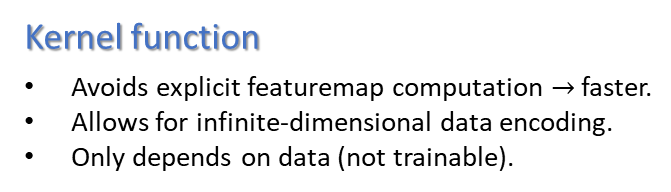 Kernel function
• Avoids explicit featuremap computation → faster.
• Allows for infinite-dimensional data encoding.
• Only depends on data (not trainable).